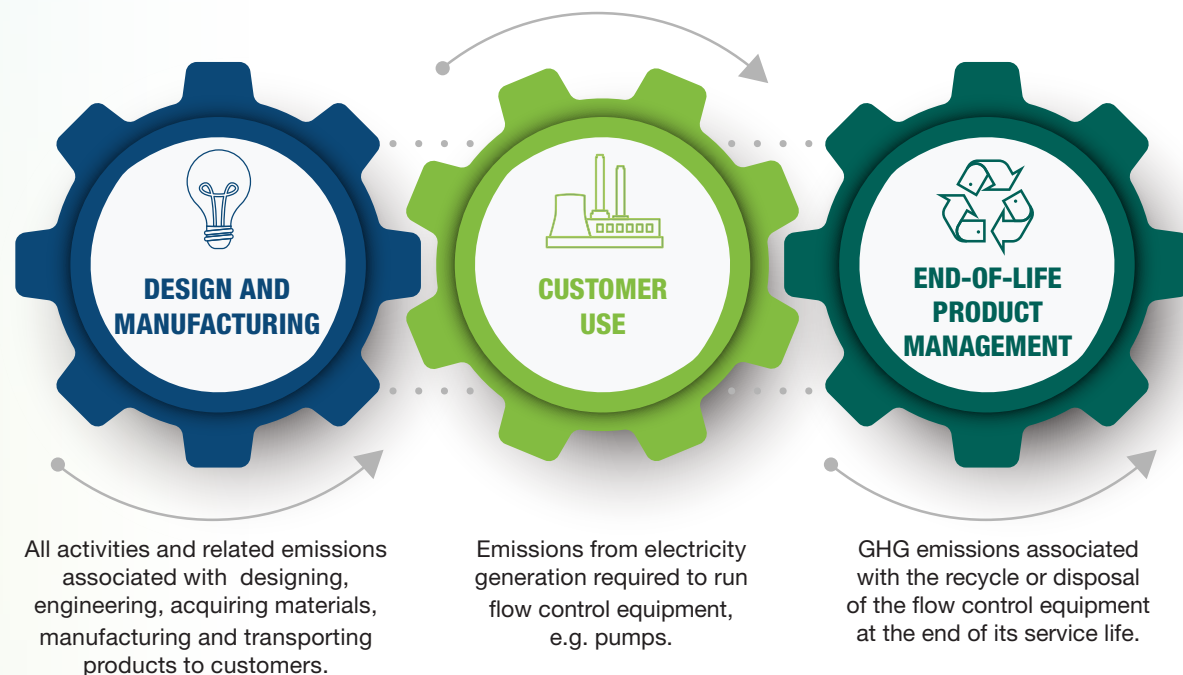 DESIGN AND
MANUFACTURING
CUSTOMER
USE
END-OF-LIFE
PRODUCT
MANAGEMENT
All activities and related emissions
associated with  designing,
engineering, acquiring materials,
manufacturing and transporting
products to customers.
Emissions from electricity
generation required to run
flow control equipment,
e.g. pumps.
GHG emissions associated
with the recycle or disposal
of the flow control equipment
at the end of its service life.